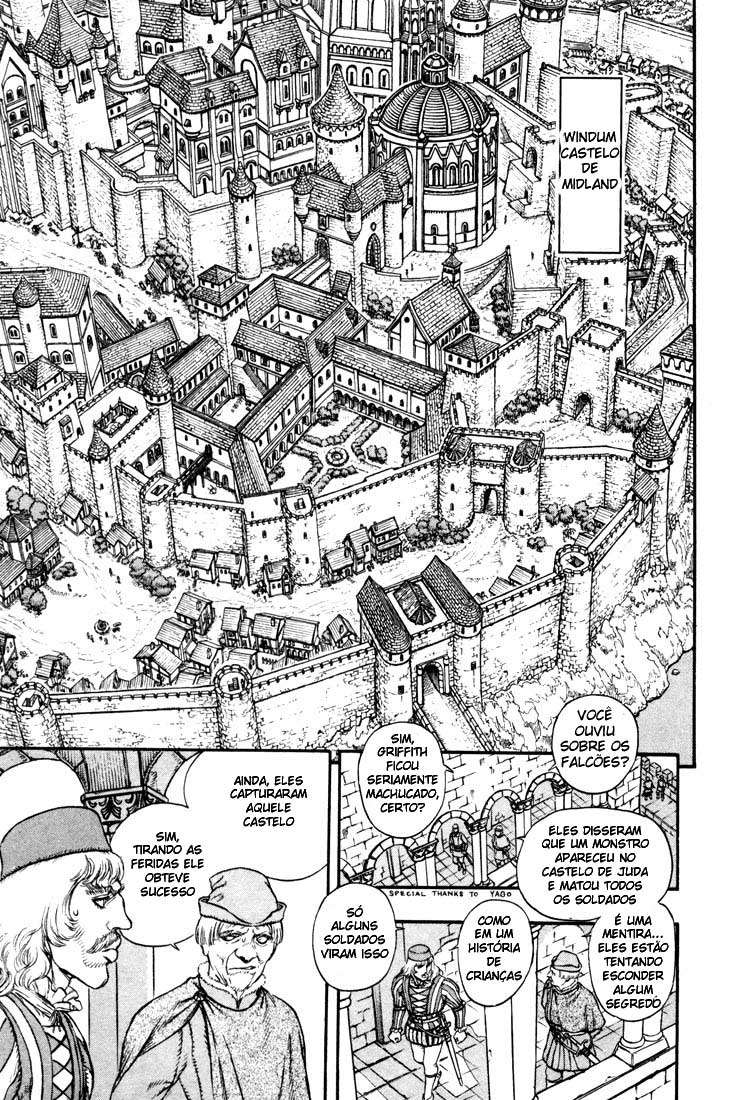 WINDUM
CASTELO
DE
MIDLAND
VOCÊ
OUVIU
SOBRE OS
FALCÕES?
SIM,
GRIFFITH
FICOU
SERIAMENTE
MACHUCADO,
CERTO?
ELES DISSERAM
QUE UM MONSTRO
APARECEU NO
CASTELO DE JUDA
E MATOU TODOS
OS SOLDADOS
SPECIAL THANKS TO YAGO
É UMA
MENTIRA...
ELES ESTÃO
TENTANDO
ESCONDER
ALGUM
SEGREDO
COMO
EM UM
HISTÓRIA
DE
CRIANÇAS
SÓ
ALGUNS
SOLDADOS
VIRAM ISSO
AINDA, ELES
CAPTURARAM
AQUELE
CASTELO
SIM,
TIRANDO AS
FERIDAS ELE
OBTEVE
SUCESSO